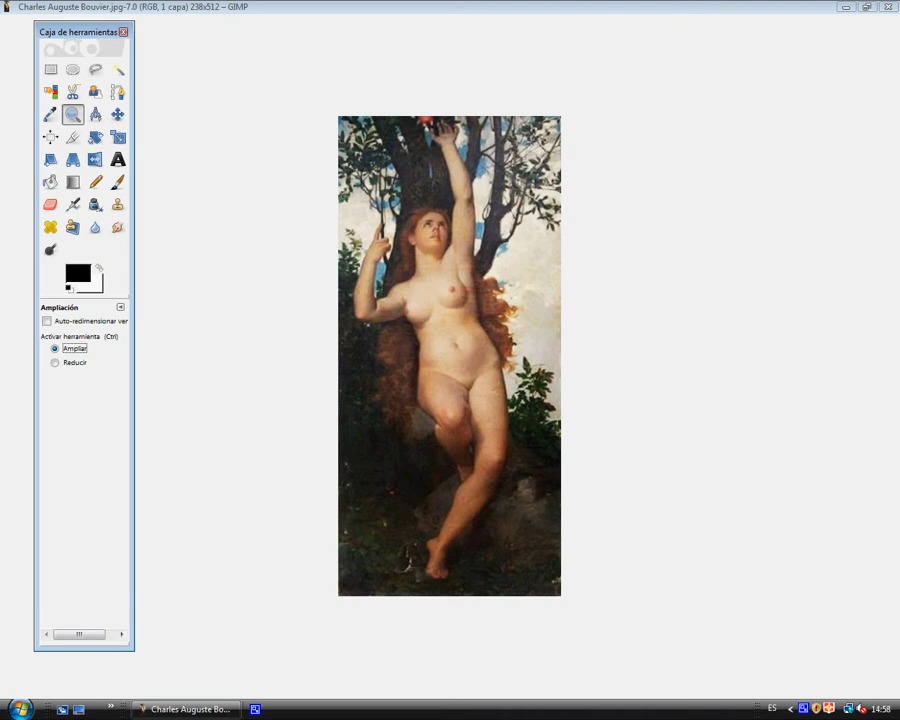 Charles Auguste Bouvier.jpg-7.0 (RGB, 1 capa) 238x512 – GIMP
Caja de herramientas
Ampliación
Auto-redimensionar ver
Activar herramienta (Ctrl)
Ampliar
Reducir
Charles Auguste Bo...
ES
14:58